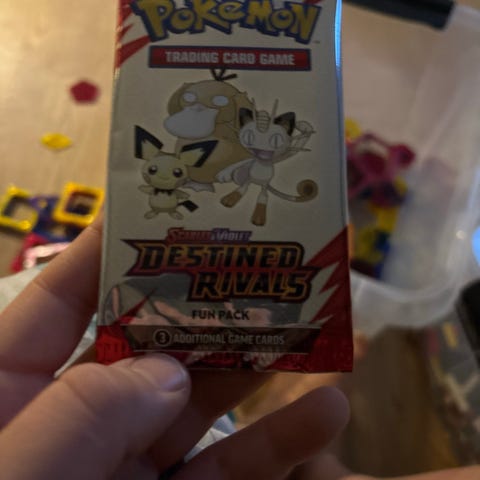 POKéMON
TRADING CARD GAME
SCARLET & VIOLET
DESTINED
RIVALS
FUN PACK
3 ADDITIONAL GAME CARDS